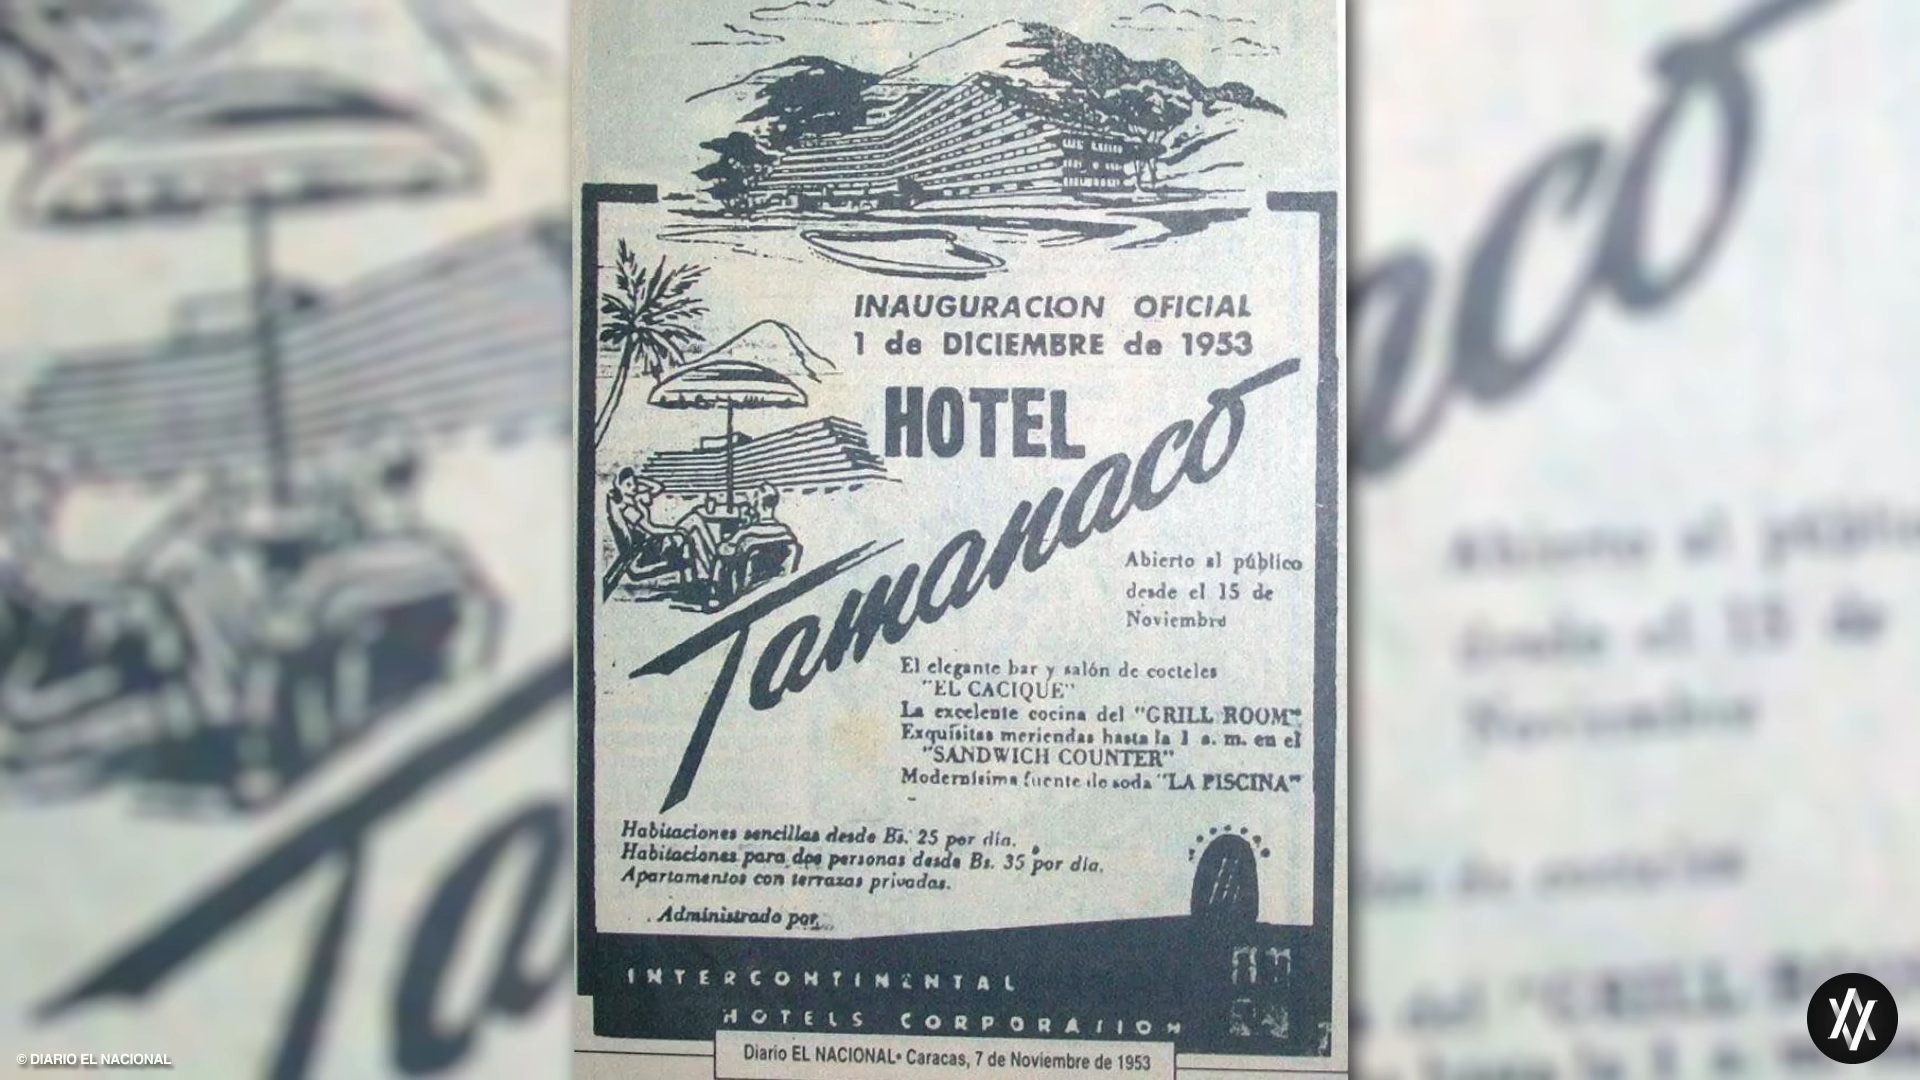 INAUGURACION OFICIAL
1 de DICIEMBRE de 1953
HOTEL
Tamanaco
Abierto al público
desde el 15 de
Noviembre
El elegante bar y salón de cocteles
"EL CACIQUE"
La excelente cocina del "GRILL ROOM"
Exquisitas meriendas hasta la 1 a. m. en el
"SANDWICH COUNTER"
Modernísima fuente de soda "LA PISCINA"
Habitaciones sencillas desde Bs. 25 por día.
Habitaciones para dos personas desde Bs. 35 por día.
Apartamentos con terrazas privadas.
Administrado por
INTERCONTINENTAL
HOTELS CORPORATION
Diario EL NACIONAL• Caracas, 7 de Noviembre de 1953
© DIARIO EL NACIONAL